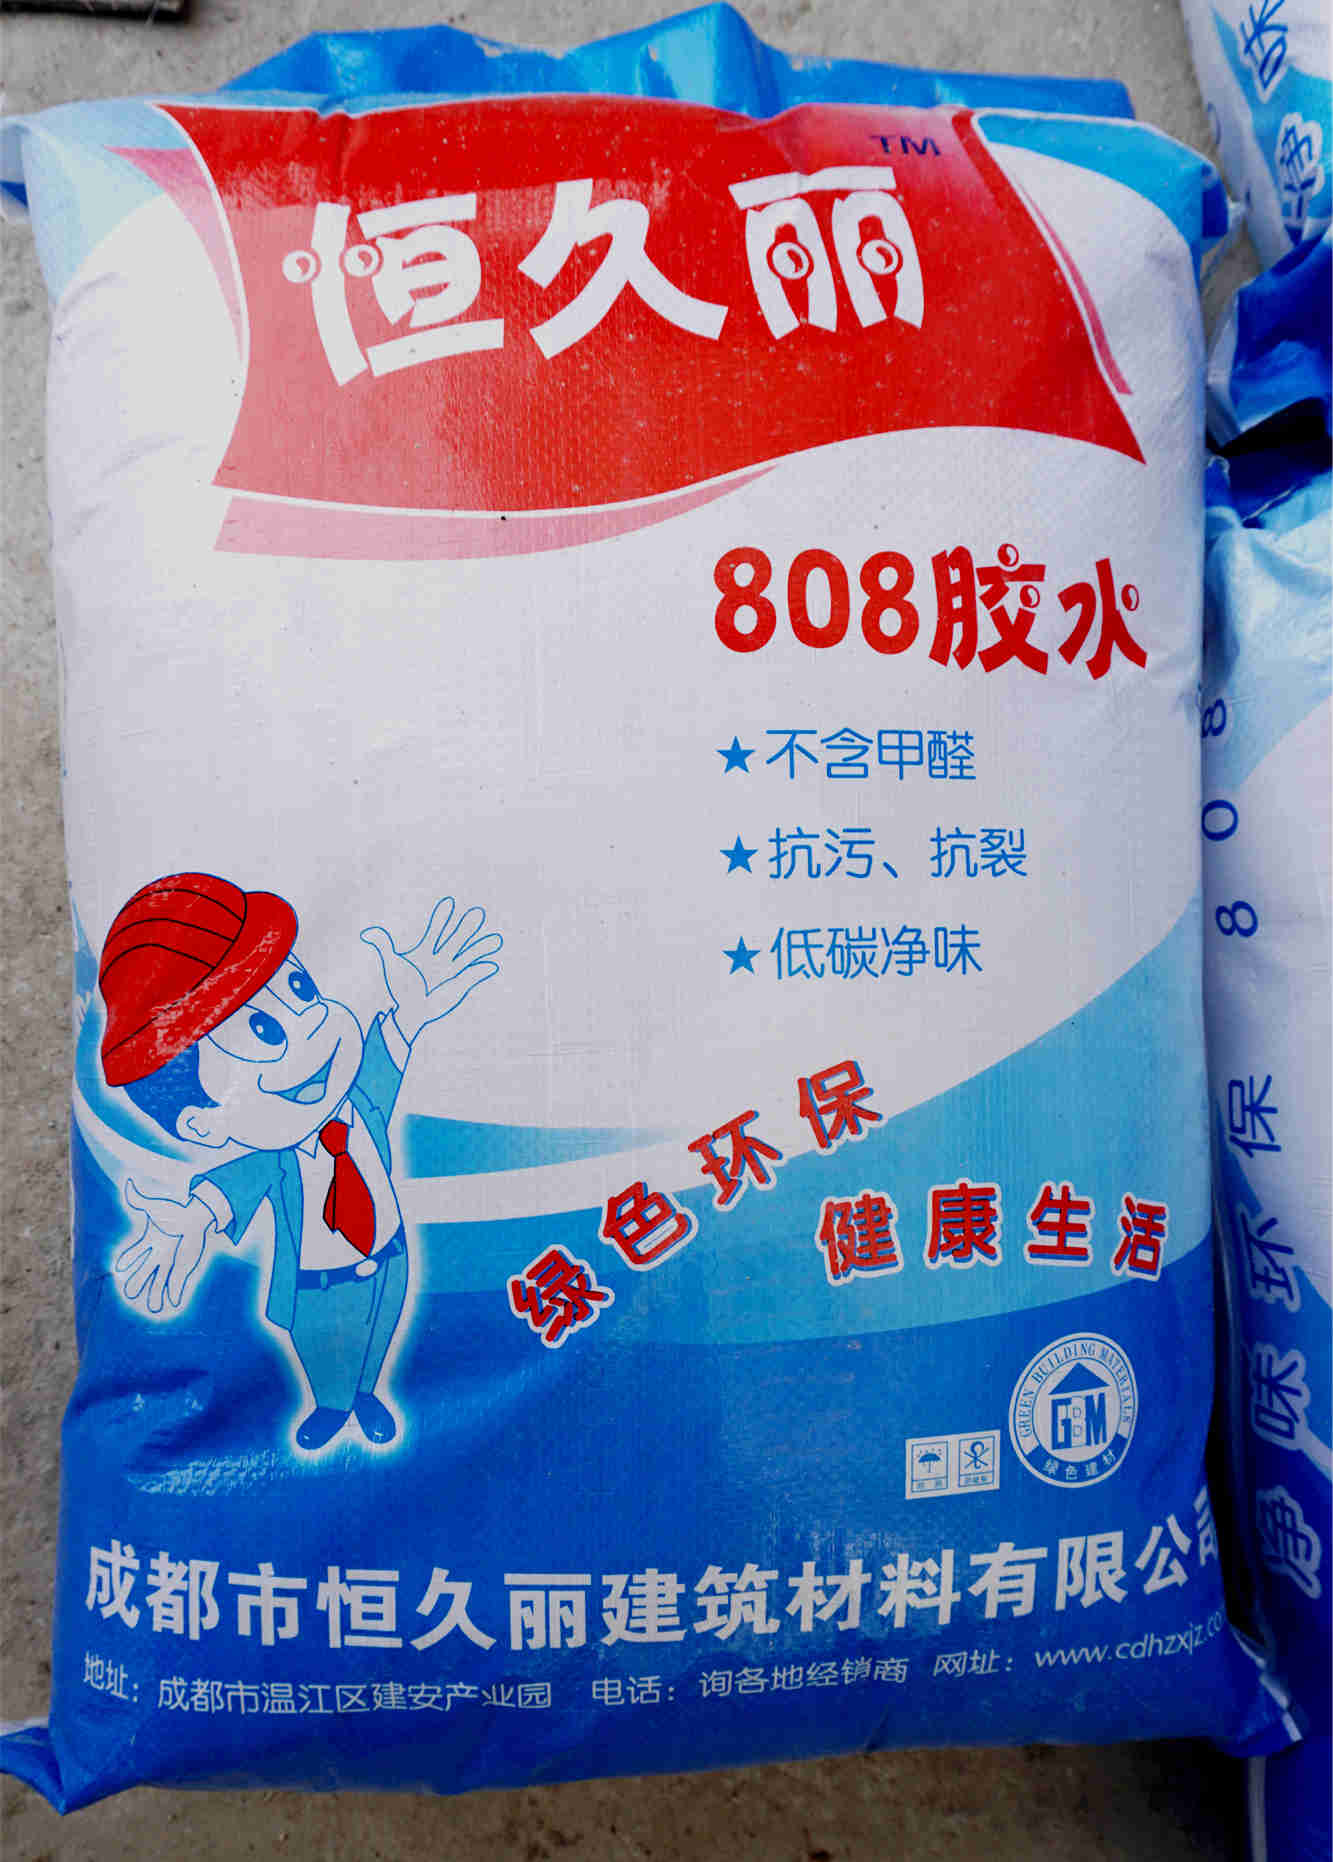 TM
恒久丽
808胶水
★不含甲醛
★抗污、抗裂
★低碳净味
绿色环保
健康生活
GREEN BUILDING MATERIALS
GBM
绿色建材
成都市恒久丽建筑材料有限公司
地址：成都市温江区建安产业园 电话：询各地经销商 网址：www.cdhzxjz.co
净味环保 808